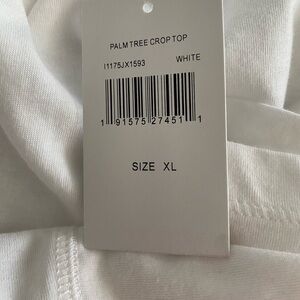 PALM TREE CROP TOP
I1175JX1593 WHITE
1 91575 27451 1
SIZE XL